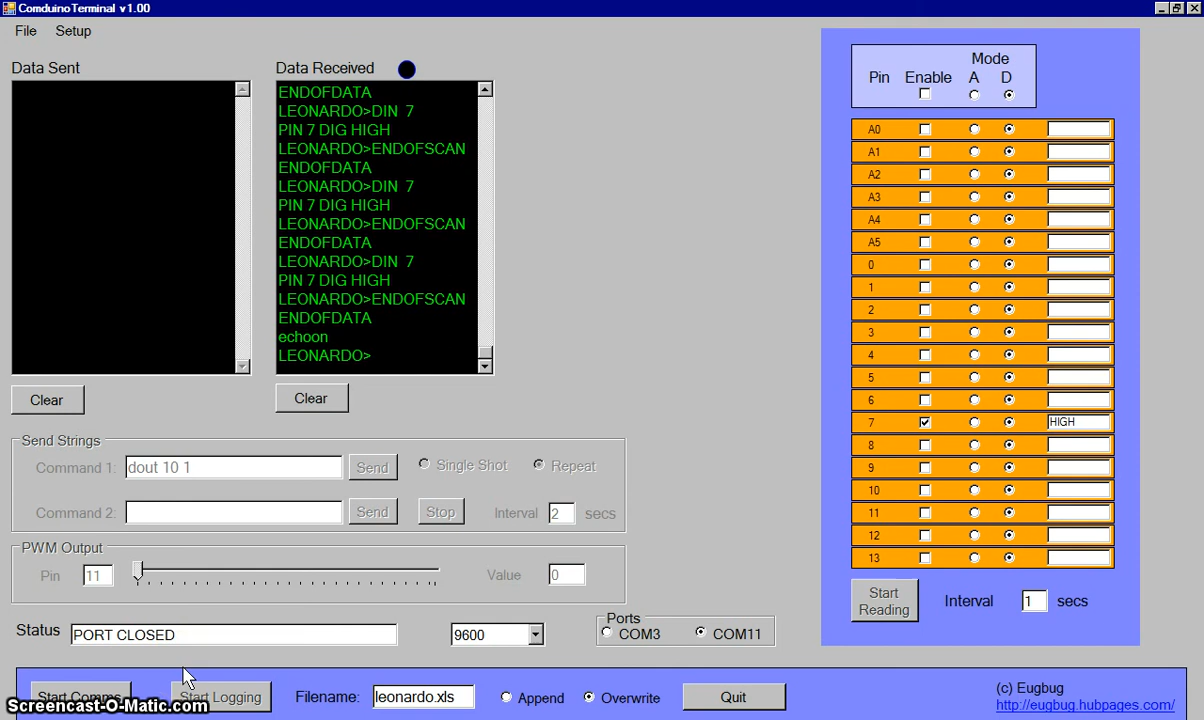 ComduinoTerminal v1.00
File Setup
Data Sent
Data Received
ENDOFDATA
LEONARDO>DIN  7
PIN 7 DIG HIGH
LEONARDO>ENDOFSCAN
ENDOFDATA
LEONARDO>DIN  7
PIN 7 DIG HIGH
LEONARDO>ENDOFSCAN
ENDOFDATA
LEONARDO>DIN  7
PIN 7 DIG HIGH
LEONARDO>ENDOFSCAN
ENDOFDATA
echoon
LEONARDO>
Clear
Clear
Send Strings
Command 1: dout 10 1 Send Single Shot Repeat
Command 2: Send Stop Interval 2 secs
PWM Output
Pin 11 Value 0
Status PORT CLOSED 9600
Ports
COM3 COM11
Mode
Pin Enable A D
A0
A1
A2
A3
A4
A5
0
1
2
3
4
5
6
7 HIGH
8
9
10
11
12
13
Start
Reading
Interval 1 secs
Start Comms Start Logging Filename: leonardo.xls Append Overwrite Quit
(c) Eugbug
http://eugbug.hubpages.com/
Screencast-O-Matic.com